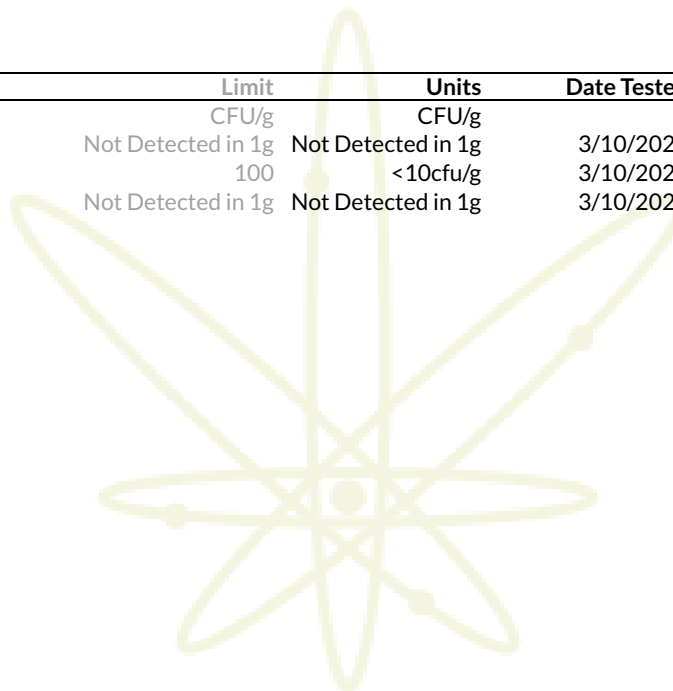 Limit Units Date Teste
CFU/g CFU/g
Not Detected in 1g Not Detected in 1g 3/10/202
100 <10cfu/g 3/10/202
Not Detected in 1g Not Detected in 1g 3/10/202